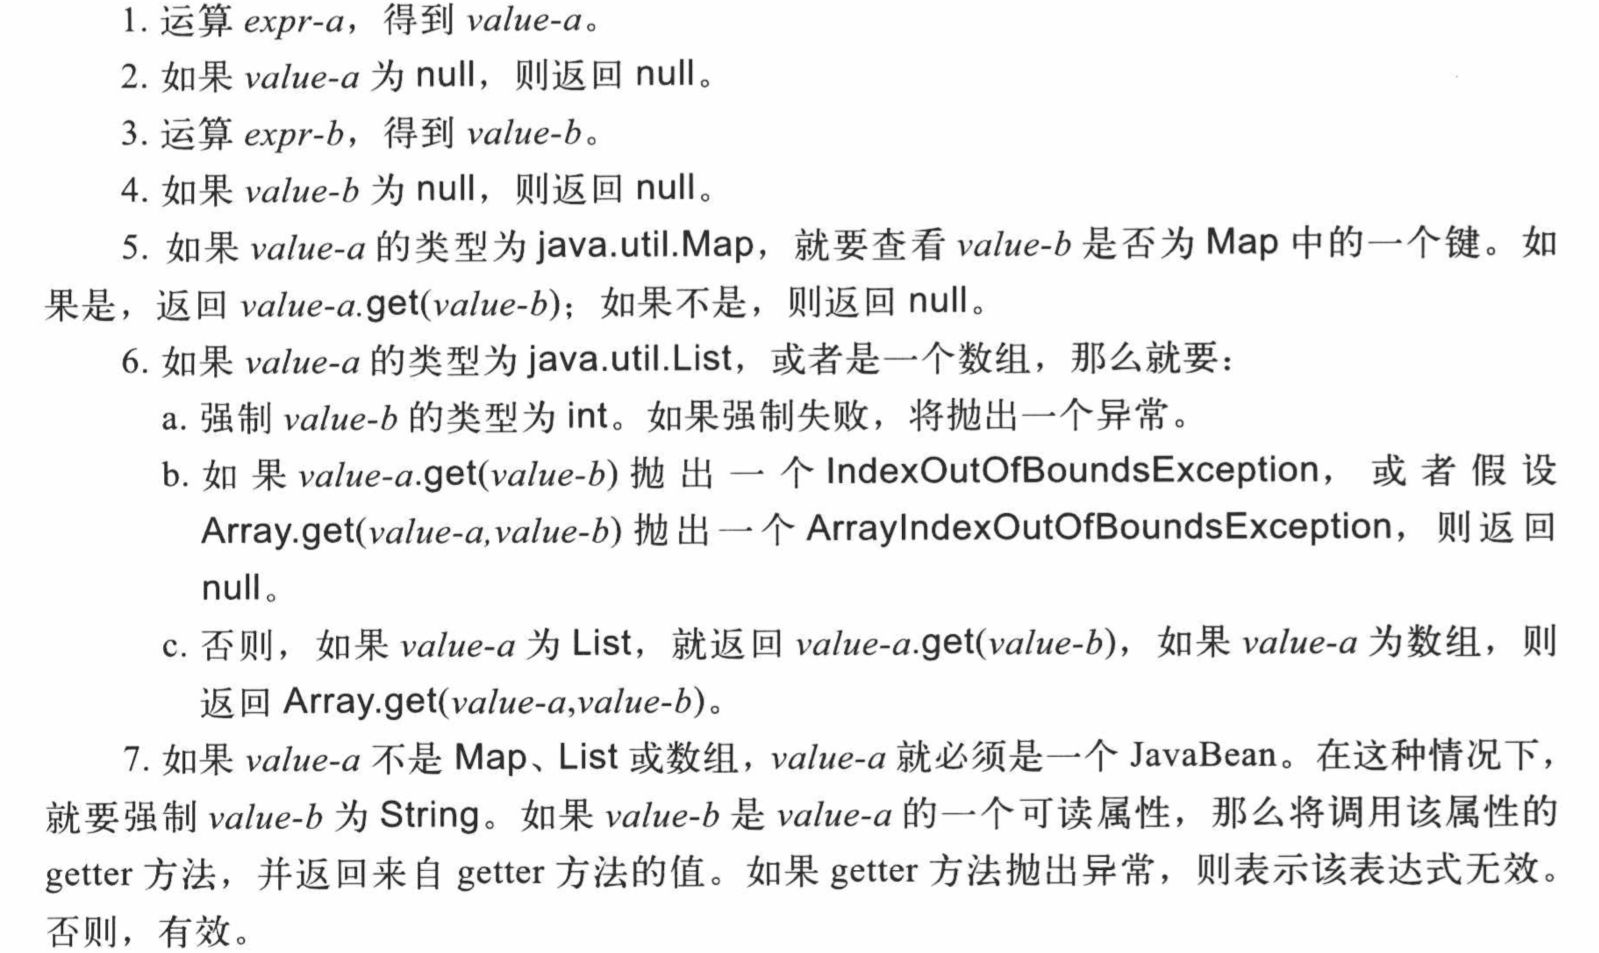 1. 运算 expr-a，得到 value-a。
2. 如果 value-a 为 null，则返回 null。
3. 运算 expr-b，得到 value-b。
4. 如果 value-b 为 null，则返回 null。
5. 如果 value-a 的类型为 java.util.Map，就要查看 value-b 是否为 Map 中的一个键。如
果是，返回 value-a.get(value-b)；如果不是，则返回 null。
6. 如果 value-a 的类型为 java.util.List，或者是一个数组，那么就要：
a. 强制 value-b 的类型为 int。如果强制失败，将抛出一个异常。
b. 如果 value-a.get(value-b) 抛出一个 IndexOutOfBoundsException，或者假设
Array.get(value-a,value-b) 抛出一个 ArrayIndexOutOfBoundsException，则返回
null。
c. 否则，如果 value-a 为 List，就返回 value-a.get(value-b)，如果 value-a 为数组，则
返回 Array.get(value-a,value-b)。
7. 如果 value-a 不是 Map、List 或数组，value-a 就必须是一个 JavaBean。在这种情况下，
就要强制 value-b 为 String。如果 value-b 是 value-a 的一个可读属性，那么将调用该属性的
getter 方法，并返回来自 getter 方法的值。如果 getter 方法抛出异常，则表示该表达式无效。
否则，有效。